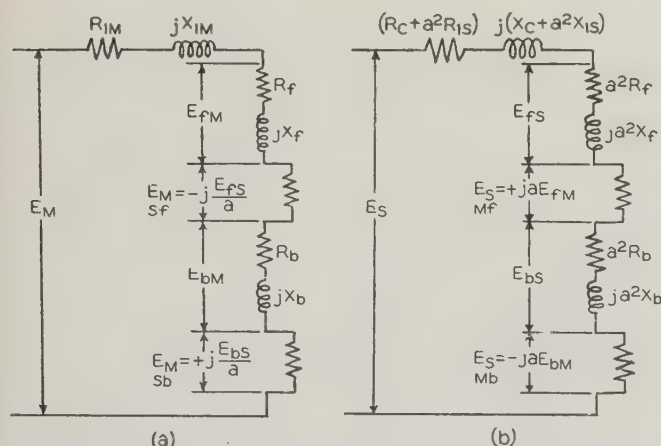 R1M
jX1M
Rf
EfM
jXf
EM = -j EfS/a
Sf
EM
Rb
EbM
jXb
EM = +j EbS/a
Sb
(a)
(RC + a²R1S)
j(XC + a²X1S)
a²Rf
EfS
ja²Xf
ES = +jaEfM
Mf
ES
a²Rb
EbS
ja²Xb
ES = -jaEbM
Mb
(b)